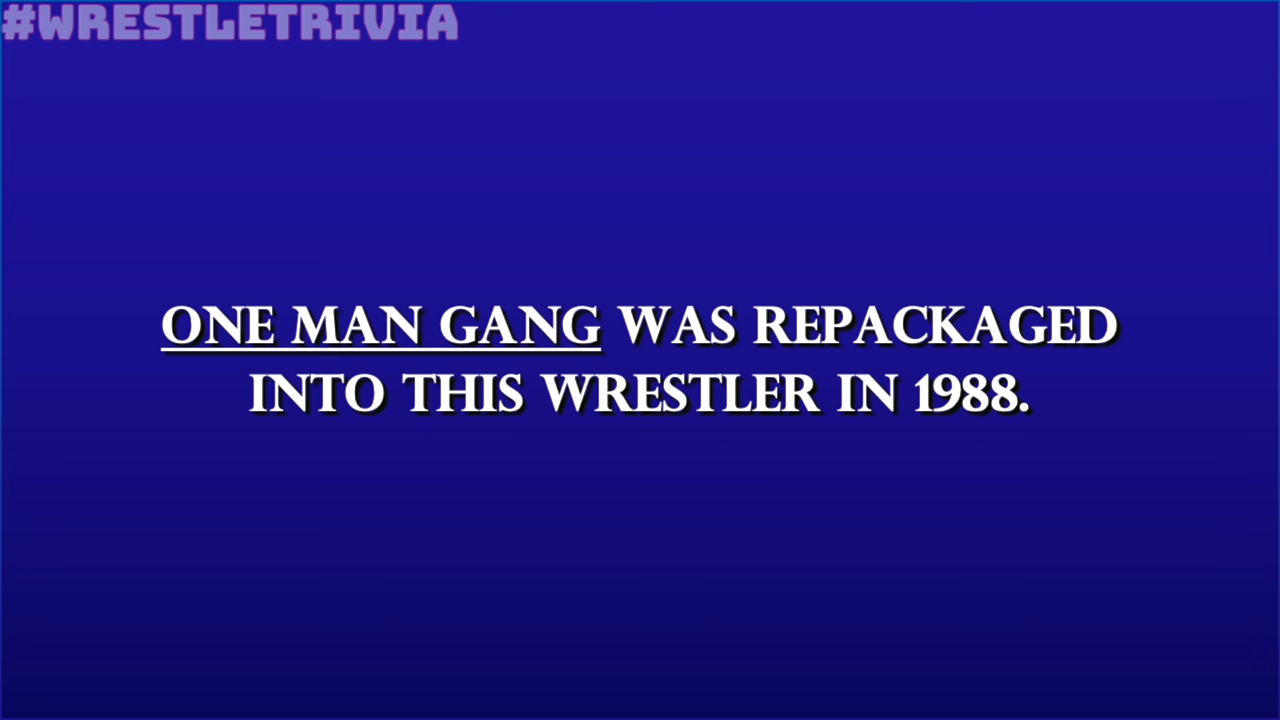 #WRESTLETRIVIA
ONE MAN GANG WAS REPACKAGED
INTO THIS WRESTLER IN 1988.